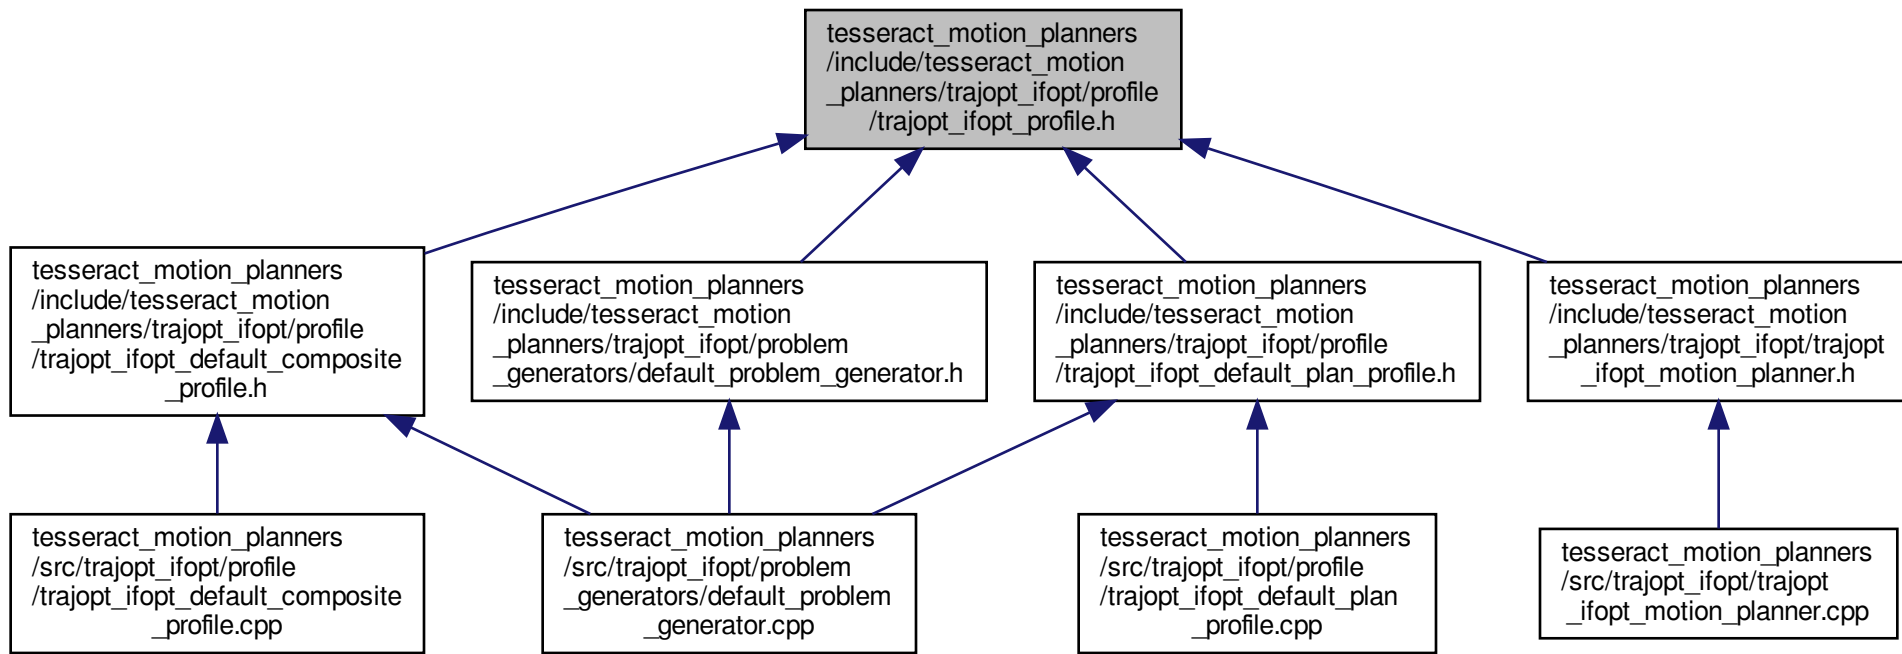 tesseract_motion_planners
/include/tesseract_motion
_planners/trajopt_ifopt/profile
/trajopt_ifopt_profile.h
tesseract_motion_planners
/include/tesseract_motion
_planners/trajopt_ifopt/profile
/trajopt_ifopt_default_composite
_profile.h
tesseract_motion_planners
/include/tesseract_motion
_planners/trajopt_ifopt/problem
_generators/default_problem_generator.h
tesseract_motion_planners
/include/tesseract_motion
_planners/trajopt_ifopt/profile
/trajopt_ifopt_default_plan_profile.h
tesseract_motion_planners
/include/tesseract_motion
_planners/trajopt_ifopt/trajopt
_ifopt_motion_planner.h
tesseract_motion_planners
/src/trajopt_ifopt/profile
/trajopt_ifopt_default_composite
_profile.cpp
tesseract_motion_planners
/src/trajopt_ifopt/problem
_generators/default_problem
_generator.cpp
tesseract_motion_planners
/src/trajopt_ifopt/profile
/trajopt_ifopt_default_plan
_profile.cpp
tesseract_motion_planners
/src/trajopt_ifopt/trajopt
_ifopt_motion_planner.cpp